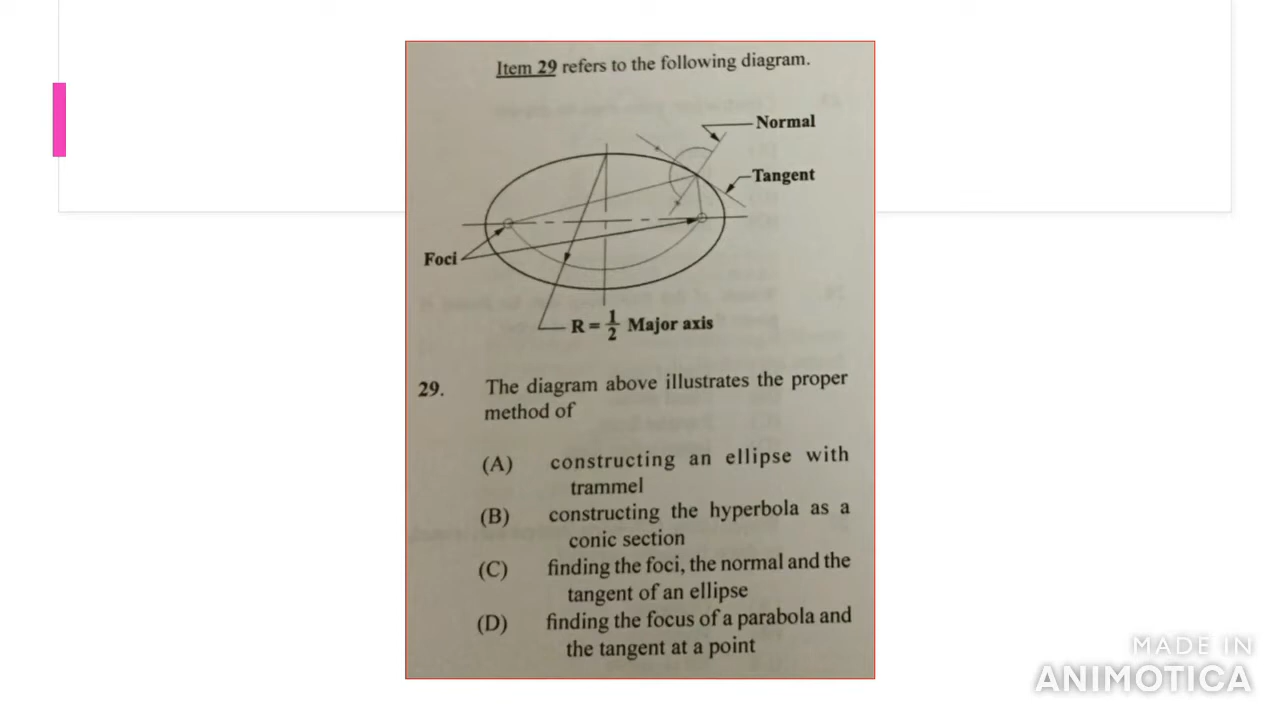 Item 29 refers to the following diagram.
Normal
Tangent
Foci
R = 1/2 Major axis
29. The diagram above illustrates the proper
method of
(A) constructing an ellipse with
trammel
(B) constructing the hyperbola as a
conic section
(C) finding the foci, the normal and the
tangent of an ellipse
(D) finding the focus of a parabola and
the tangent at a point
MADE IN
ANIMOTICA